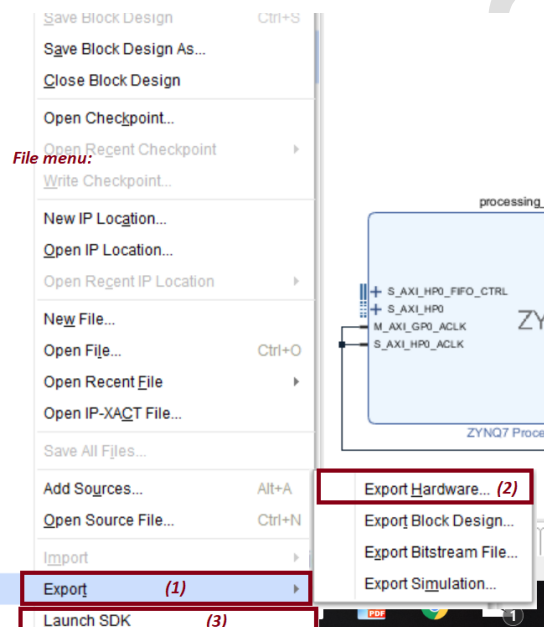 Save Block Design Ctrl+S
Save Block Design As...
Close Block Design
Open Checkpoint...
Open Recent Checkpoint
File menu:
Write Checkpoint...
New IP Location...
Open IP Location...
Open Recent IP Location
New File...
Open File... Ctrl+O
Open Recent File
Open IP-XACT File...
Save All Files...
Add Sources... Alt+A
Open Source File... Ctrl+N
Import
Export (1)
Launch SDK (3)
Export Hardware... (2)
Export Block Design...
Export Bitstream File...
Export Simulation...
processing_
S_AXI_HP0_FIFO_CTRL
S_AXI_HP0
M_AXI_GP0_ACLK
S_AXI_HP0_ACLK
ZY
ZYNQ7 Proce
PDF
1